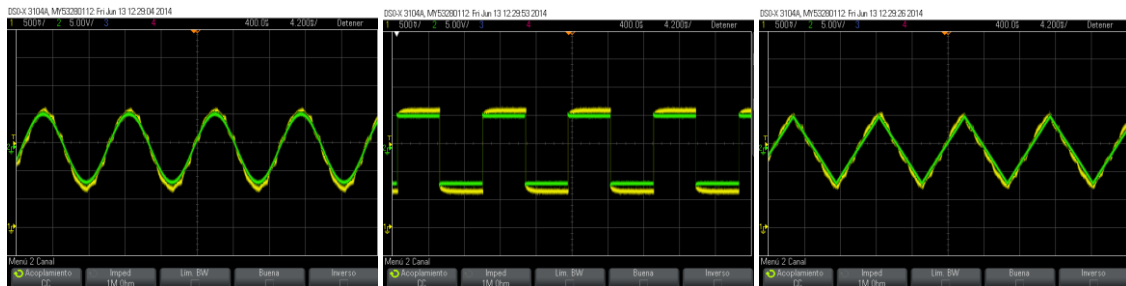 DSO-X 3104A, MY53280112: Fri Jun 13 12:29:04 2014
1 500♉/ 2 5.00V/ 3 4 400.0↯ 4.200♉/ Detener
Menú 2 Canal
Acoplamiento Imped Lím. BW Buena Inverso
CC 1M Ohm
DSO-X 3104A, MY53280112: Fri Jun 13 12:29:53 2014
500♉/ 2 5.00V/ 3 4 400.0↯ 4.200♉/ Detener
Menú 2 Canal
Acoplamiento Imped Lím. BW Buena Inverso
CC 1M Ohm
DSO-X 3104A, MY53280112: Fri Jun 13 12:29:26 2014
1 500♉/ 2 5.00V/ 3 4 400.0↯ 4.200♉/ Detener
Menú 2 Canal
Acoplamiento Imped Lím. BW Buena Inverso
CC 1M Ohm